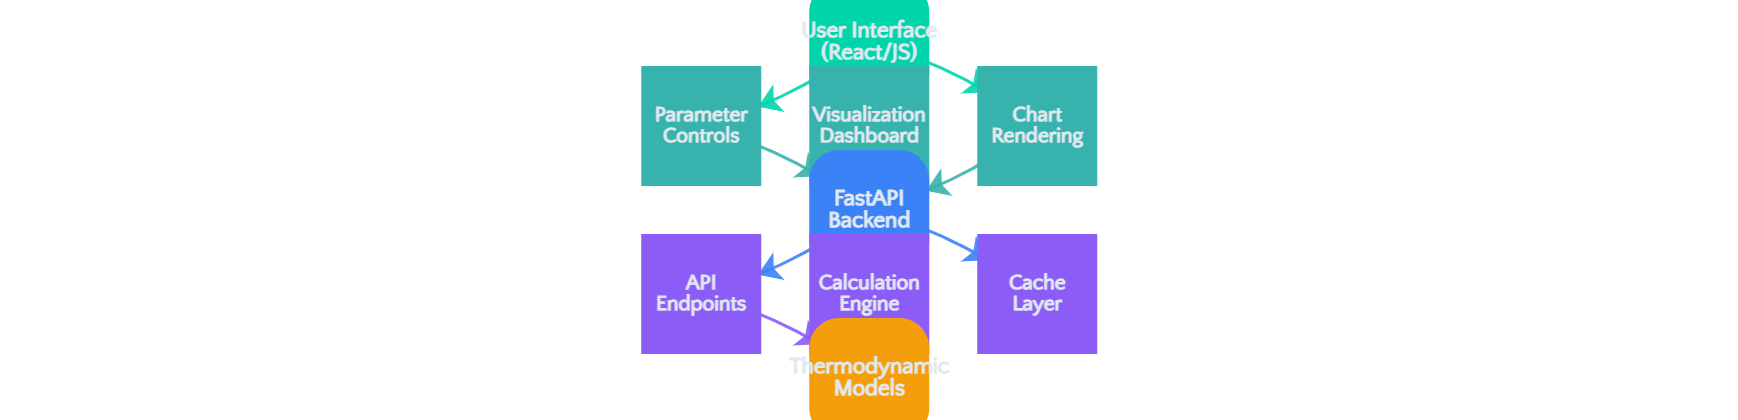 User Interface
(React/JS)
Parameter
Controls
Visualization
Dashboard
Chart
Rendering
FastAPI
Backend
API
Endpoints
Calculation
Engine
Cache
Layer
Thermodynamic
Models